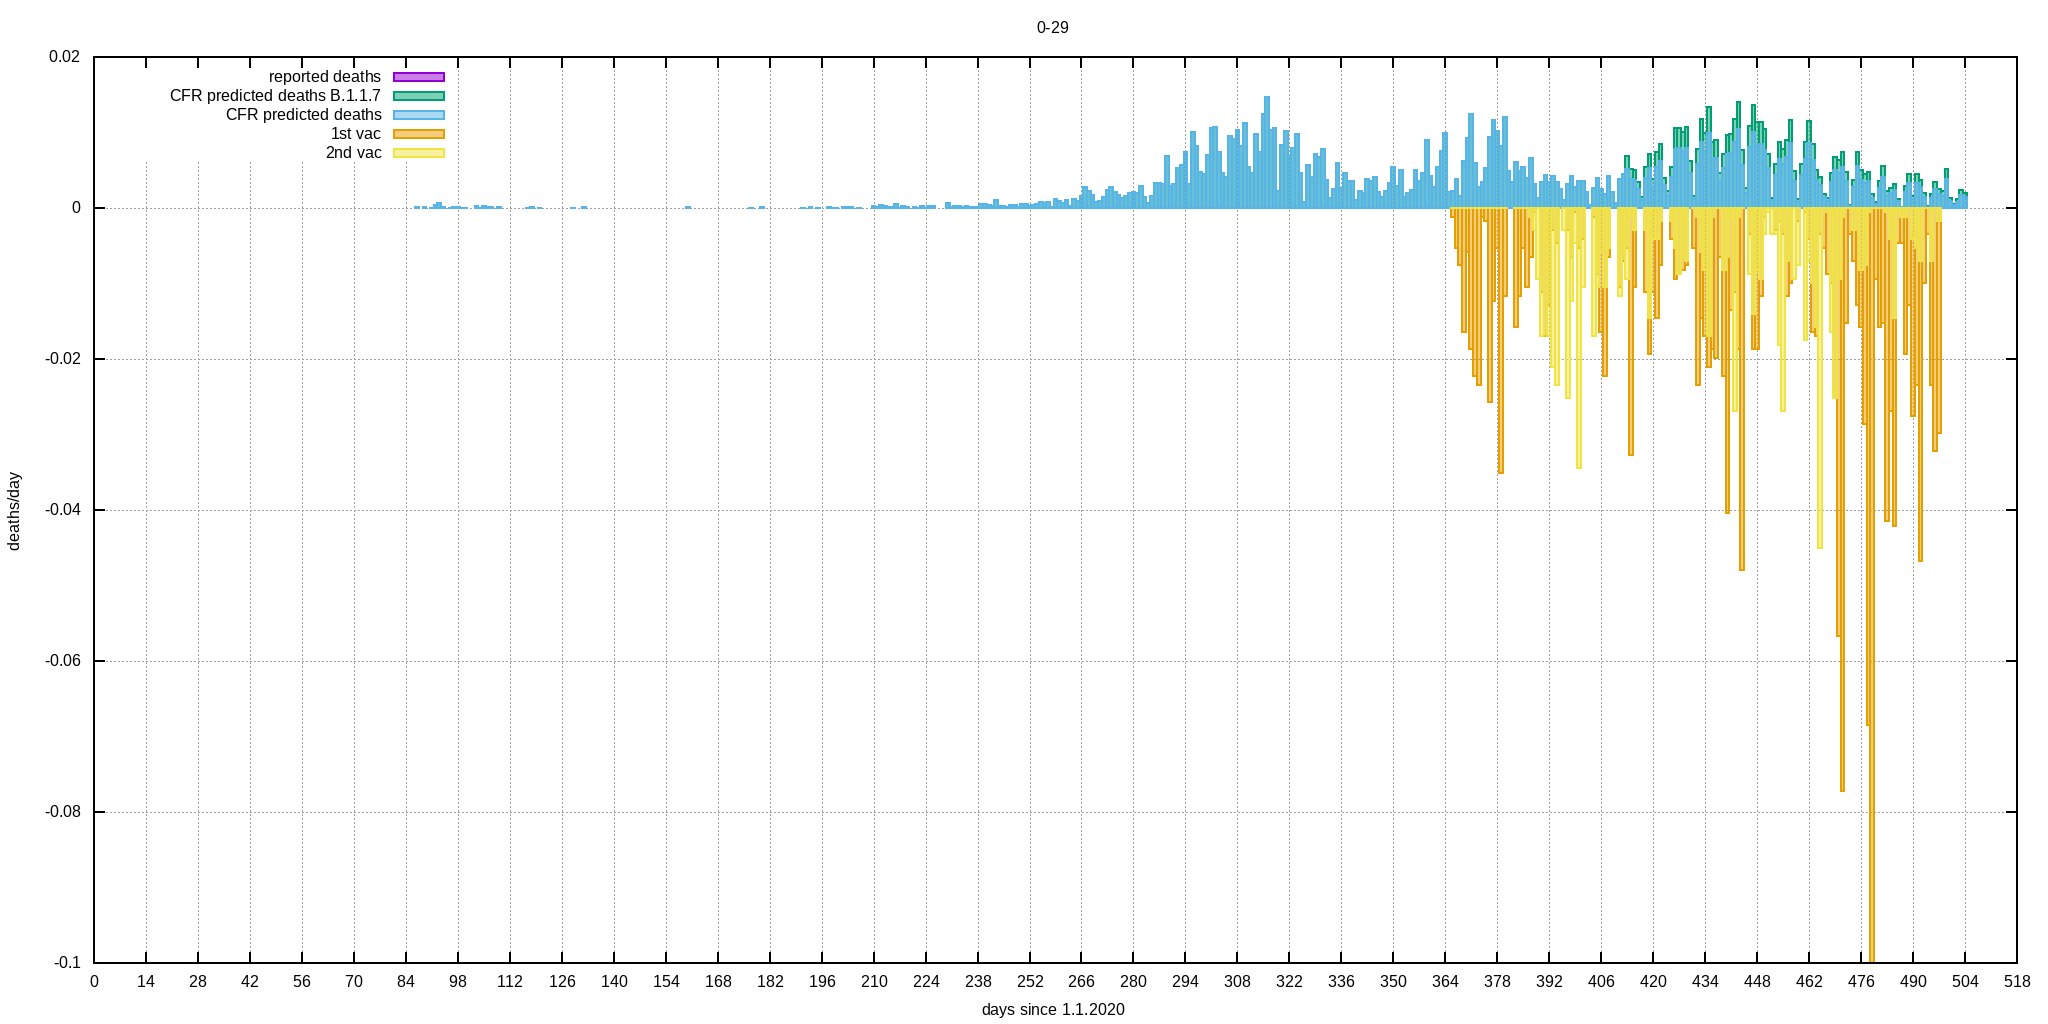 0-29
0.02
0
-0.02
-0.04
-0.06
-0.08
-0.1
deaths/day
reported deaths
CFR predicted deaths B.1.1.7
CFR predicted deaths
1st vac
2nd vac
0 14 28 42 56 70 84 98 112 126 140 154 168 182 196 210 224 238 252 266 280 294 308 322 336 350 364 378 392 406 420 434 448 462 476 490 504 518
days since 1.1.2020